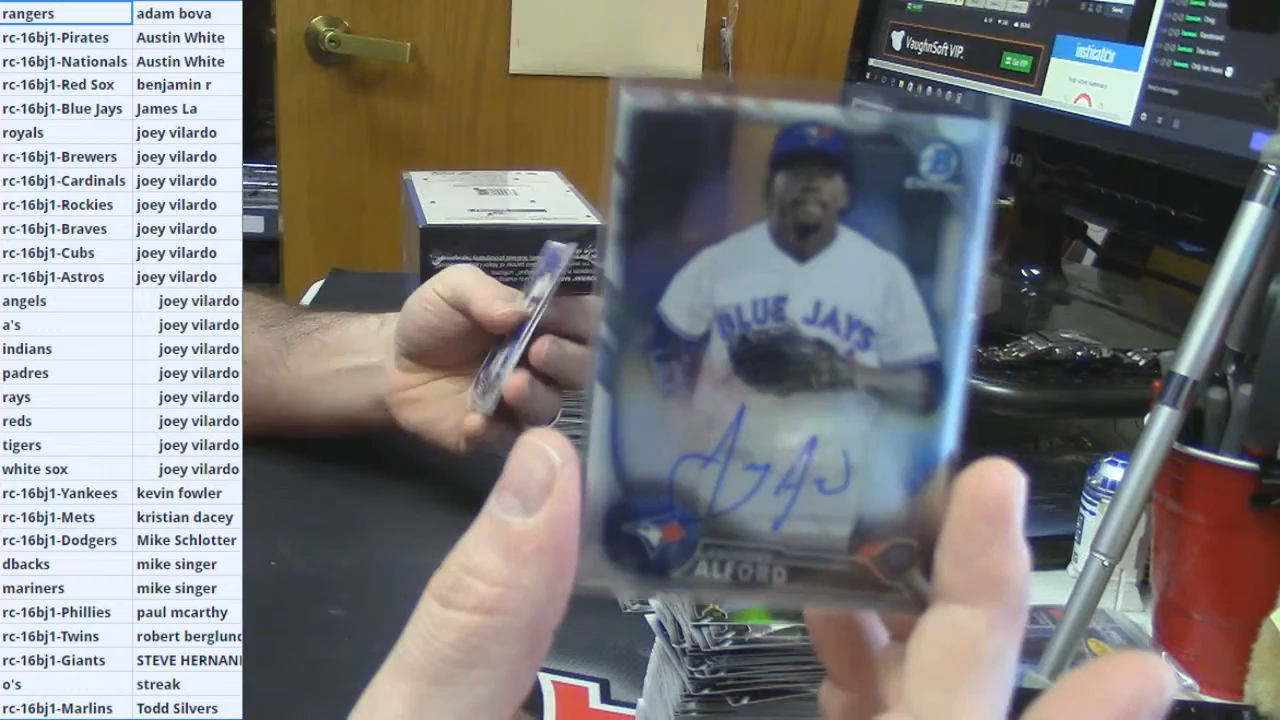 rangers adam bova
rc-16bj1-Pirates Austin White
rc-16bj1-Nationals Austin White
rc-16bj1-Red Sox benjamin r
rc-16bj1-Blue Jays James La
royals joey vilardo
rc-16bj1-Brewers joey vilardo
rc-16bj1-Cardinals joey vilardo
rc-16bj1-Rockies joey vilardo
rc-16bj1-Braves joey vilardo
rc-16bj1-Cubs joey vilardo
rc-16bj1-Astros joey vilardo
angels joey vilardo
a's joey vilardo
indians joey vilardo
padres joey vilardo
rays joey vilardo
reds joey vilardo
tigers joey vilardo
white sox joey vilardo
rc-16bj1-Yankees kevin fowler
rc-16bj1-Mets kristian dacey
rc-16bj1-Dodgers Mike Schlotter
dbacks mike singer
mariners mike singer
rc-16bj1-Phillies paul mcarthy
rc-16bj1-Twins robert berglund
rc-16bj1-Giants STEVE HERNAN
o's streak
rc-16bj1-Marlins Todd Silvers
VaughnSoft VIP.
Go VIP
insticator
LG
BLUE JAYS
B
ALFORD